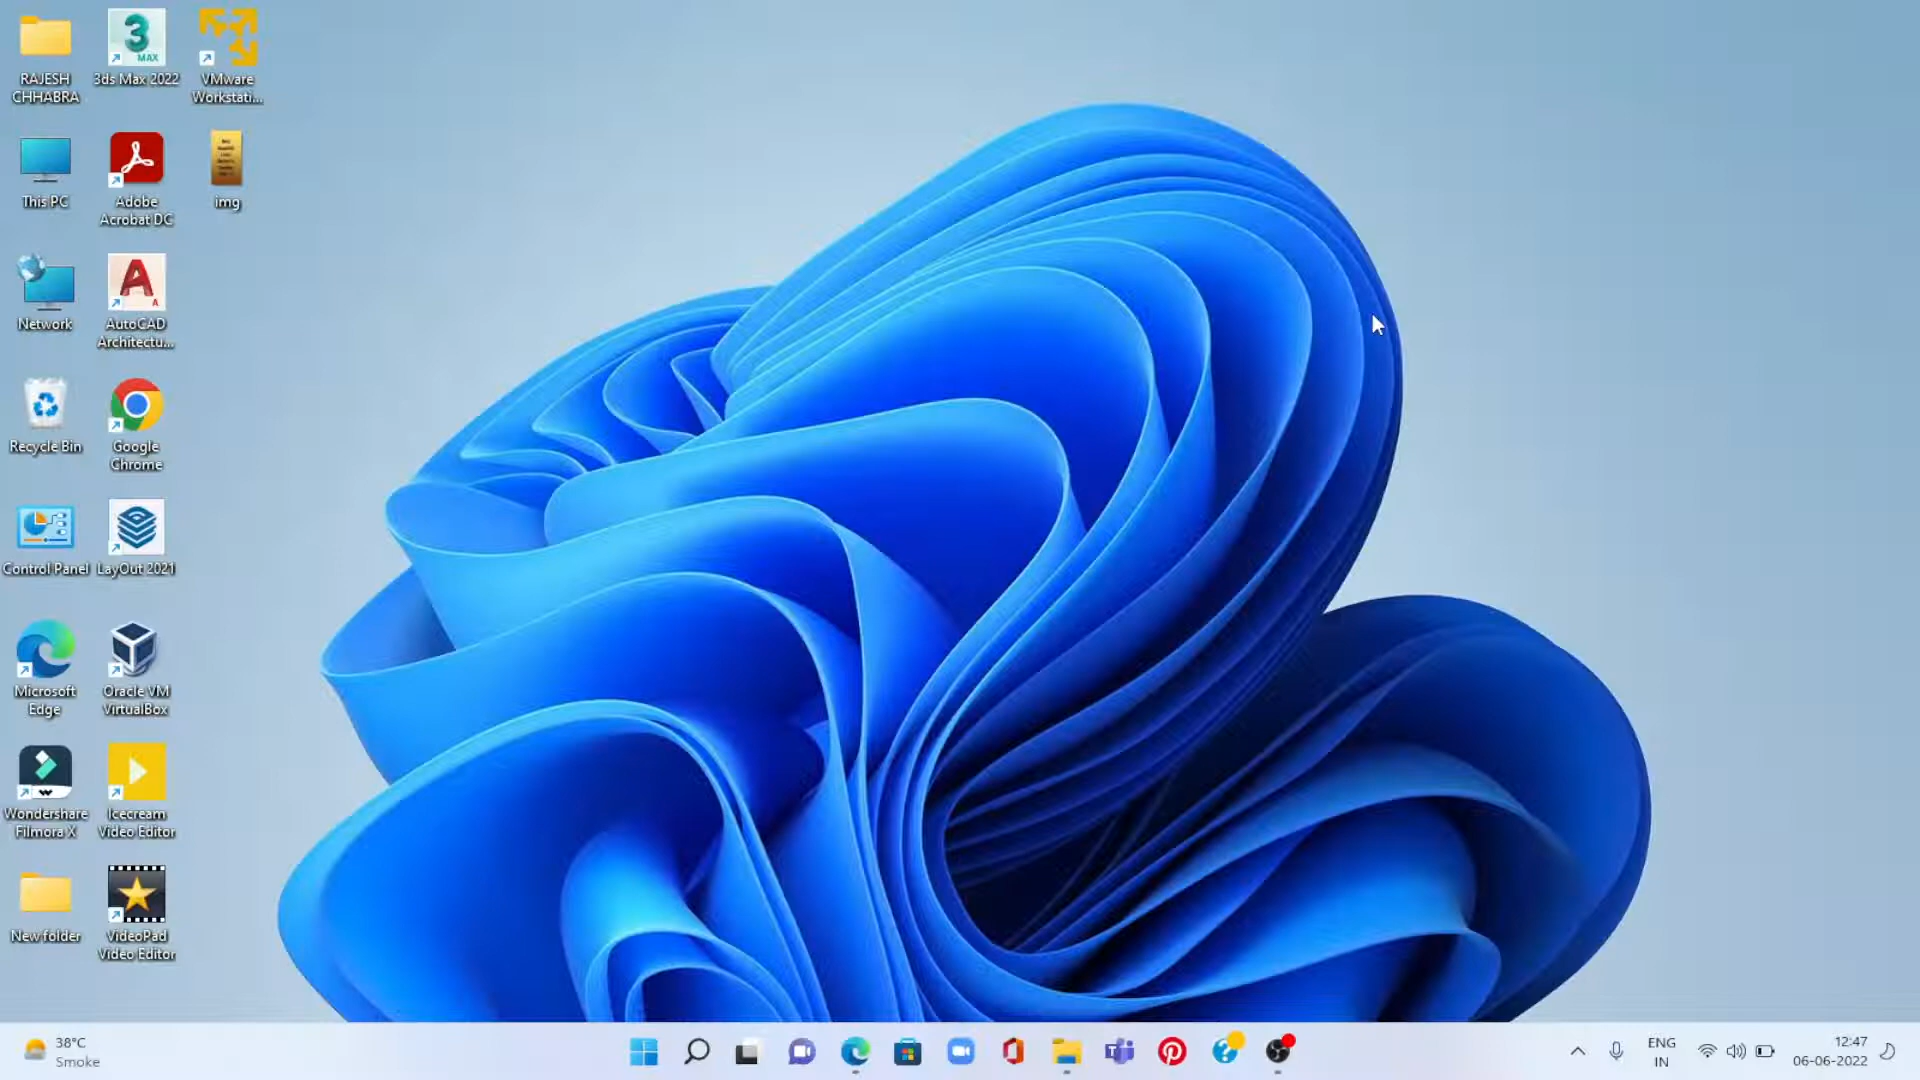 RAJESH
CHHABRA
3ds Max 2022
MAX
VMware
Workstati...
This PC
Adobe
Acrobat DC
img
Network
AutoCAD
Architectu...
Recycle Bin
Google
Chrome
Control Panel
LayOut 2021
Microsoft
Edge
Oracle VM
VirtualBox
Wondershare
Filmora X
Icecream
Video Editor
New folder
VideoPad
Video Editor
38°C
Smoke
ENG
IN
12:47
06-06-2022